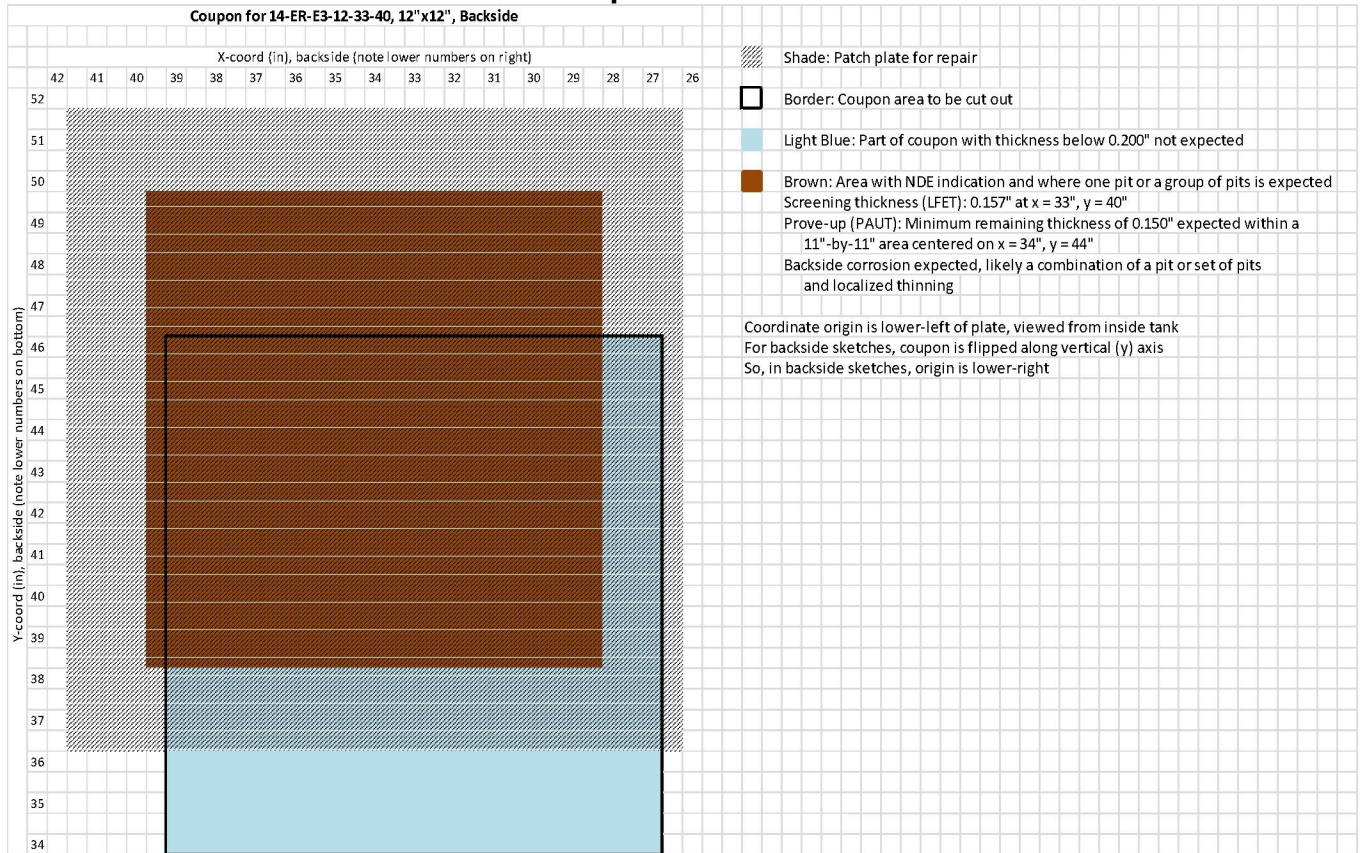 Coupon for 14-ER-E3-12-33-40, 12"x12", Backside
X-coord (in), backside (note lower numbers on right)
42 41 40 39 38 37 36 35 34 33 32 31 30 29 28 27 26
52
51
50
49
48
47
46
45
44
43
42
41
40
39
38
37
36
35
34
Y-coord (in), backside (note lower numbers on bottom)
Shade: Patch plate for repair
Border: Coupon area to be cut out
Light Blue: Part of coupon with thickness below 0.200" not expected
Brown: Area with NDE indication and where one pit or a group of pits is expected
Screening thickness (LFET): 0.157" at x = 33", y = 40"
Prove-up (PAUT): Minimum remaining thickness of 0.150" expected within a
11"-by-11" area centered on x = 34", y = 44"
Backside corrosion expected, likely a combination of a pit or set of pits
and localized thinning
Coordinate origin is lower-left of plate, viewed from inside tank
For backside sketches, coupon is flipped along vertical (y) axis
So, in backside sketches, origin is lower-right